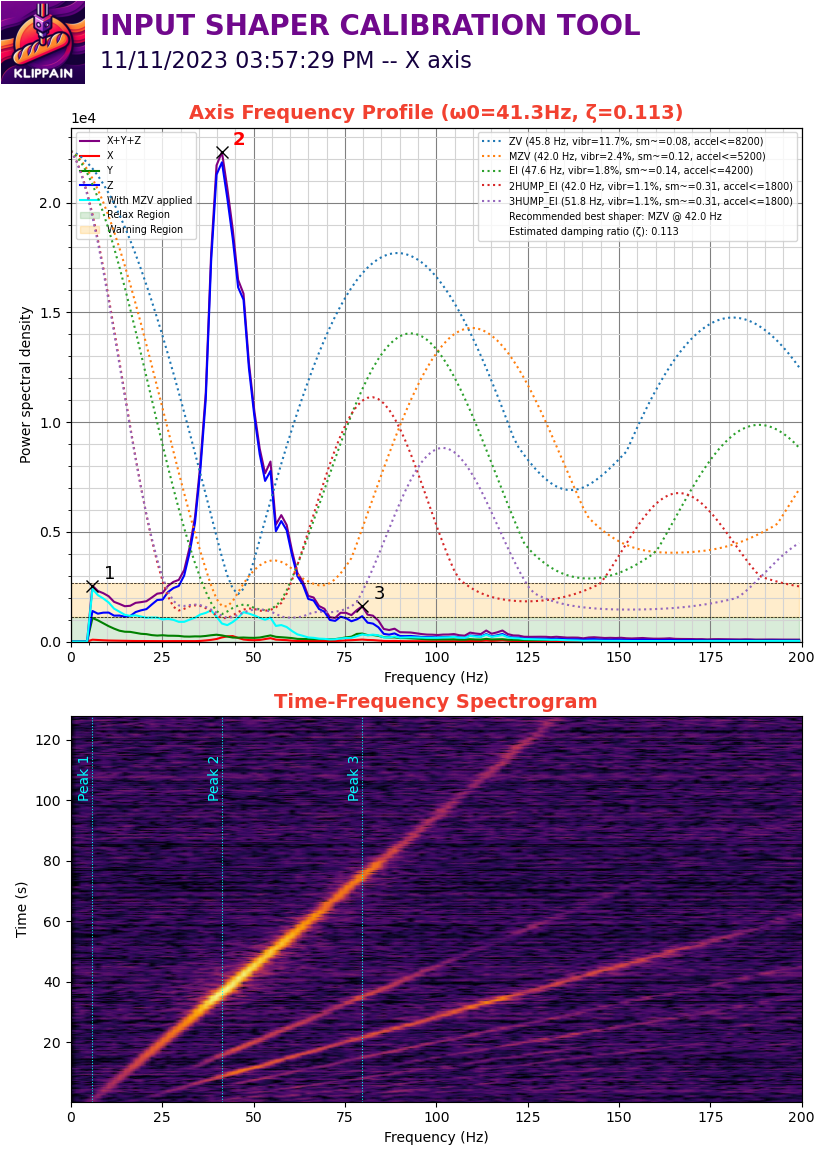 INPUT SHAPER CALIBRATION TOOL
11/11/2023 03:57:29 PM -- X axis
KLIPPAIN
Axis Frequency Profile (ω0=41.3Hz, ζ=0.113)
1e4
X+Y+Z
X
Y
Z
With MZV applied
Relax Region
Warning Region
ZV (45.8 Hz, vibr=11.7%, sm~=0.08, accel<=8200)
MZV (42.0 Hz, vibr=2.4%, sm~=0.12, accel<=5200)
EI (47.6 Hz, vibr=1.8%, sm~=0.14, accel<=4200)
2HUMP_EI (42.0 Hz, vibr=1.1%, sm~=0.31, accel<=1800)
3HUMP_EI (51.8 Hz, vibr=1.1%, sm~=0.31, accel<=1800)
Recommended best shaper: MZV @ 42.0 Hz
Estimated damping ratio (ζ): 0.113
1
2
3
Power spectral density
2.0
1.5
1.0
0.5
0.0
0 25 50 75 100 125 150 175 200
Frequency (Hz)
Time-Frequency Spectrogram
Peak 1
Peak 2
Peak 3
Time (s)
120
100
80
60
40
20
0 25 50 75 100 125 150 175 200
Frequency (Hz)